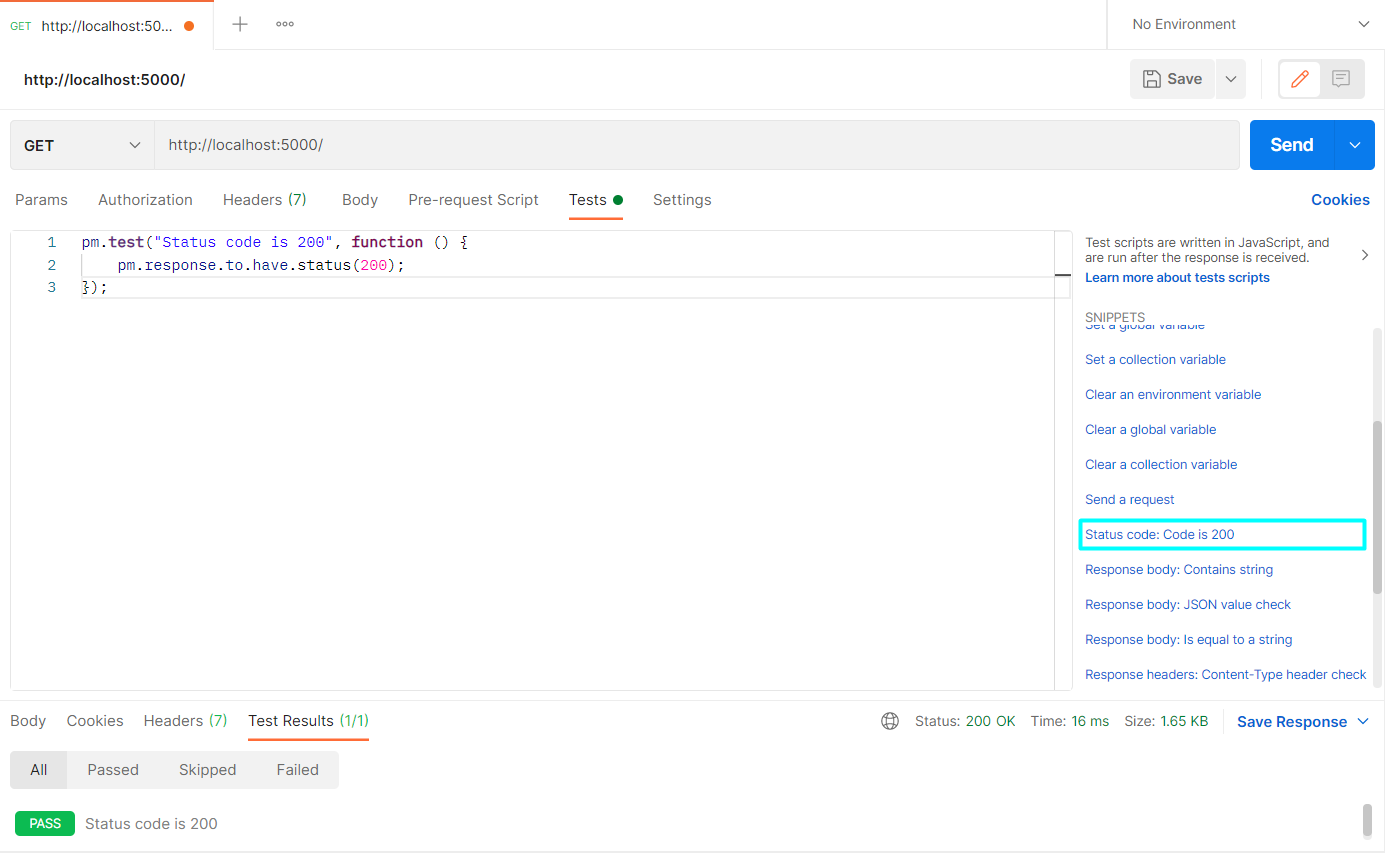 GET http://localhost:50...
No Environment
http://localhost:5000/
Save
GET http://localhost:5000/ Send
Params Authorization Headers (7) Body Pre-request Script Tests Settings Cookies
1 pm.test("Status code is 200", function () {
2     pm.response.to.have.status(200);
3 });
Test scripts are written in JavaScript, and
are run after the response is received.
Learn more about tests scripts
SNIPPETS
Set a global variable
Set a collection variable
Clear an environment variable
Clear a global variable
Clear a collection variable
Send a request
Status code: Code is 200
Response body: Contains string
Response body: JSON value check
Response body: Is equal to a string
Response headers: Content-Type header check
Body Cookies Headers (7) Test Results (1/1) Status: 200 OK Time: 16 ms Size: 1.65 KB Save Response
All Passed Skipped Failed
PASS Status code is 200